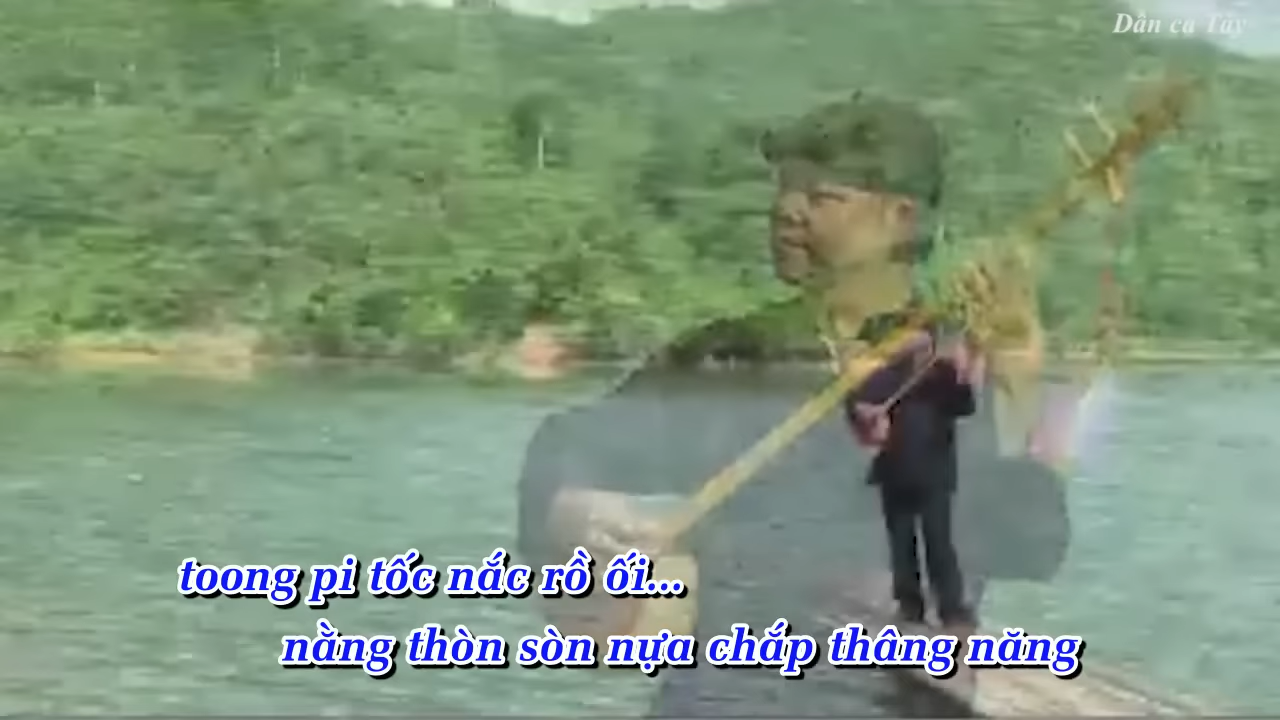 Dân ca Tày
toong pi tốc nắc rồ ối...
nằng thòn sòn nựa chắp thâng năng